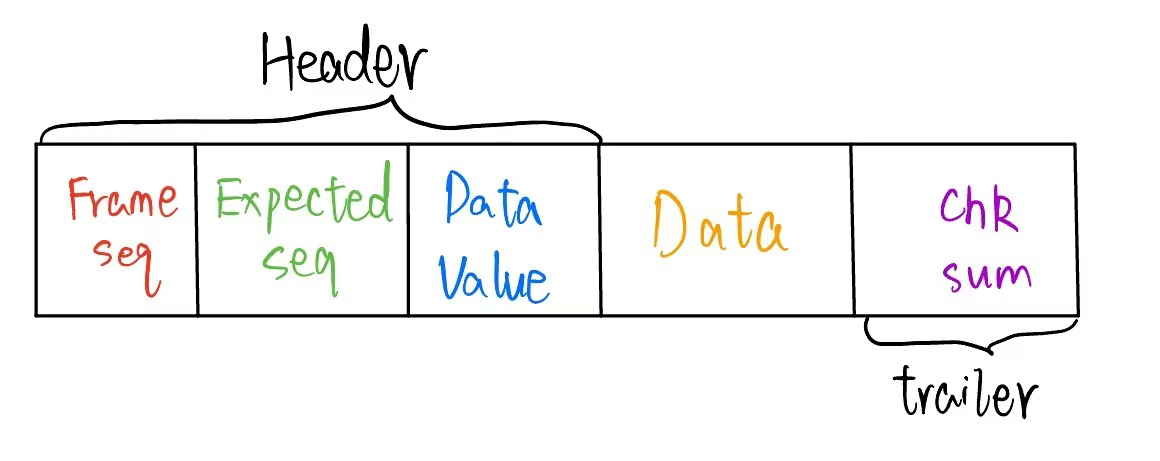 Header
Frame
seq
Expected
seq
Data
Value
Data
Chk
sum
trailer